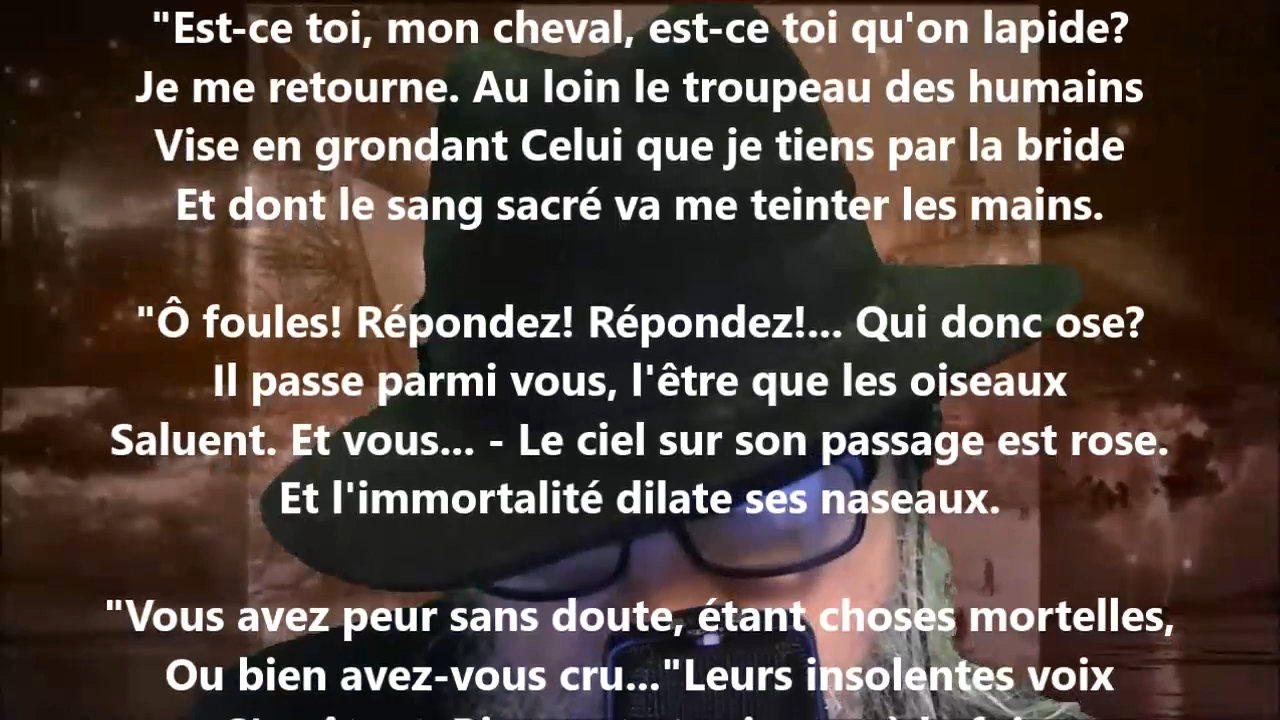 "Est-ce toi, mon cheval, est-ce toi qu'on lapide?
Je me retourne. Au loin le troupeau des humains
Vise en grondant Celui que je tiens par la bride
Et dont le sang sacré va me teinter les mains.
"Ô foules! Répondez! Répondez!... Qui donc ose?
Il passe parmi vous, l'être que les oiseaux
Saluent. Et vous... - Le ciel sur son passage est rose.
Et l'immortalité dilate ses naseaux.
"Vous avez peur sans doute, étant choses mortelles,
Ou bien avez-vous cru... "Leurs insolentes voix